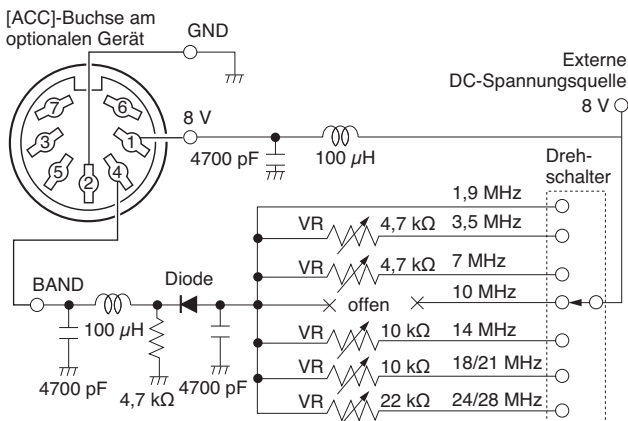 [ACC]-Buchse am
optionalen Gerät
GND
Externe
DC-Spannungsquelle
8 V
7
6
3
1
5
4
2
8 V
4700 pF
100 µH
Dreh-
schalter
1,9 MHz
VR 4,7 kΩ 3,5 MHz
VR 4,7 kΩ 7 MHz
offen 10 MHz
BAND
Diode
100 µH
4700 pF
4,7 kΩ
4700 pF
VR 10 kΩ 14 MHz
VR 10 kΩ 18/21 MHz
VR 22 kΩ 24/28 MHz